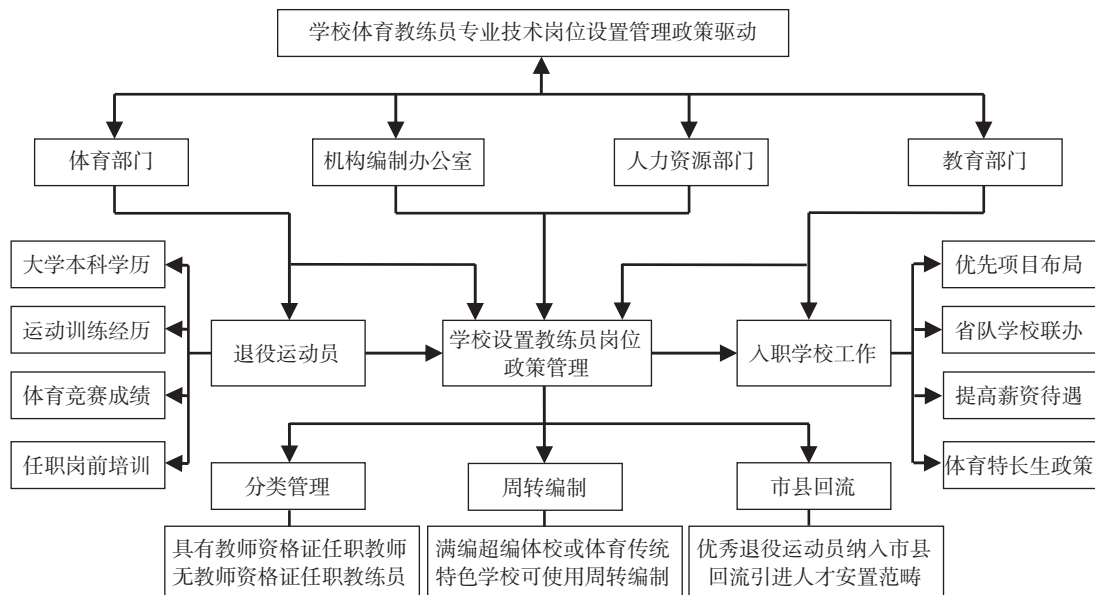 学校体育教练员专业技术岗位设置管理政策驱动
体育部门
机构编制办公室
人力资源部门
教育部门
大学本科学历
运动训练经历
体育竞赛成绩
任职岗前培训
退役运动员
学校设置教练员岗位
政策管理
入职学校工作
优先项目布局
省队学校联办
提高薪资待遇
体育特长生政策
分类管理
周转编制
市县回流
具有教师资格证任职教师
无教师资格证任职教练员
满编超编体校或体育传统
特色学校可使用周转编制
优秀退役运动员纳入市县
回流引进人才安置范畴